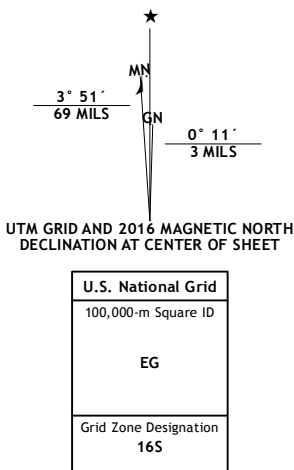 ★
MN
3° 51´
69 MILS
GN
0° 11´
3 MILS
UTM GRID AND 2016 MAGNETIC NORTH
DECLINATION AT CENTER OF SHEET
U.S. National Grid
100,000-m Square ID
EG
Grid Zone Designation
16S